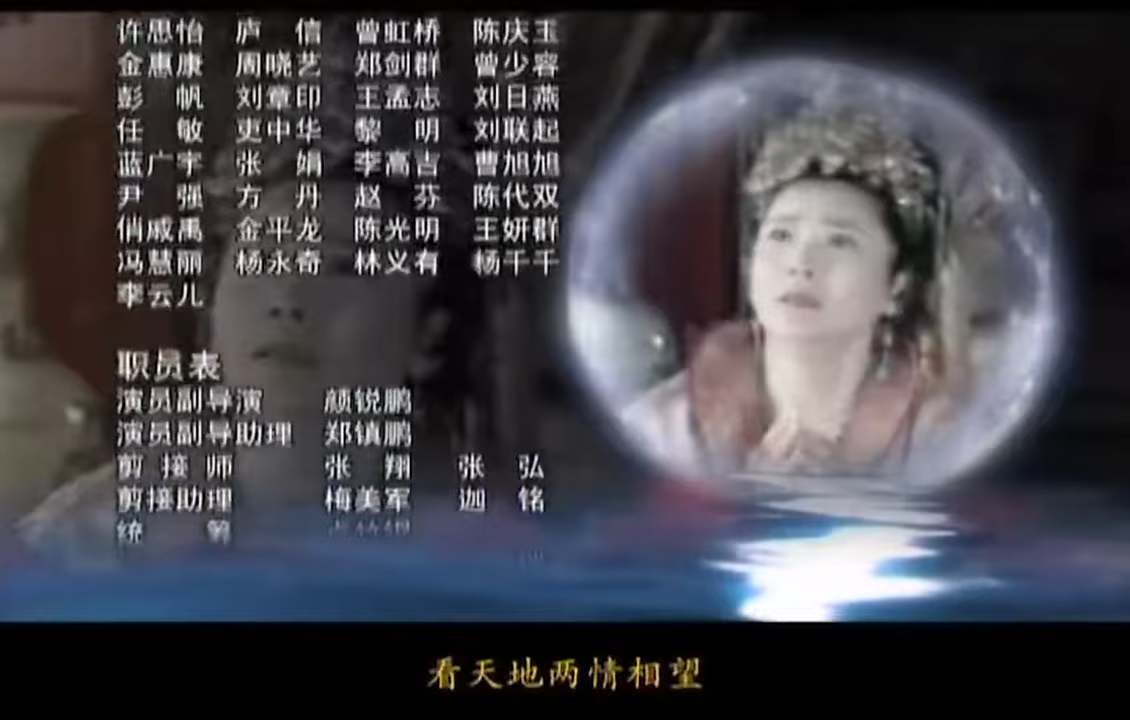 许思怡 庐 信 曾虹桥 陈庆玉
金惠康 周晓艺 郑剑群 曾少容
彭 帆 刘章印 王孟志 刘日燕
任 敏 吏中华 黎 明 刘联起
蓝广宇 张 娟 李高吉 曹旭旭
尹 强 方 丹 赵 芬 陈代双
俏戚禹 金平龙 陈光明 王妍群
冯慧丽 杨永奇 林义有 杨千千
李云儿
职员表
演员副导演 颜锐鹏
演员副导助理 郑镇鹏
剪接师 张 翔 张 弘
剪接助理 梅美军 迦 铭
统 筹
看天地两情相望